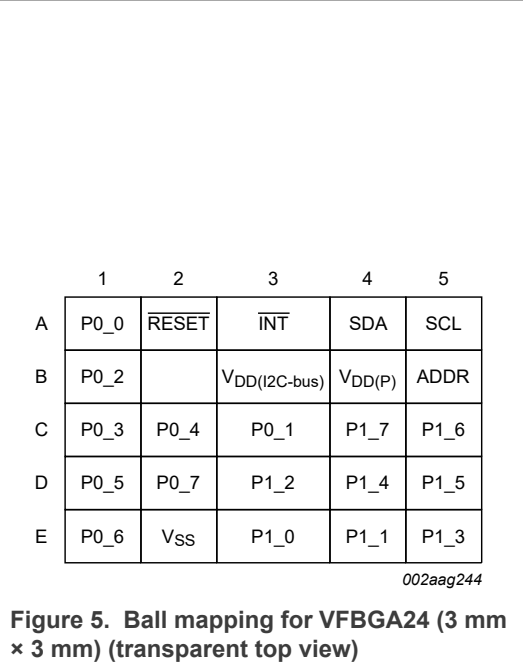 1 2 3 4 5
A P0_0 RESET INT SDA SCL
B P0_2 VDD(I2C-bus) VDD(P) ADDR
C P0_3 P0_4 P0_1 P1_7 P1_6
D P0_5 P0_7 P1_2 P1_4 P1_5
E P0_6 VSS P1_0 P1_1 P1_3
002aag244
Figure 5. Ball mapping for VFBGA24 (3 mm
× 3 mm) (transparent top view)